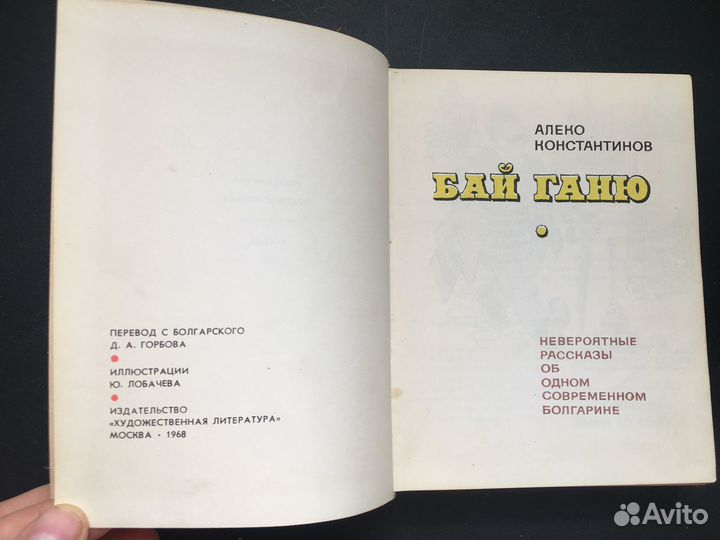 ПЕРЕВОД С БОЛГАРСКОГО
Д. А. ГОРБОВА
ИЛЛЮСТРАЦИИ
Ю. ЛОБАЧЕВА
ИЗДАТЕЛЬСТВО
«ХУДОЖЕСТВЕННАЯ ЛИТЕРАТУРА»
МОСКВА · 1968
АЛЕКО
КОНСТАНТИНОВ
БАЙ ГАНЮ
НЕВЕРОЯТНЫЕ
РАССКАЗЫ
ОБ
ОДНОМ
СОВРЕМЕННОМ
БОЛГАРИНЕ
Avito